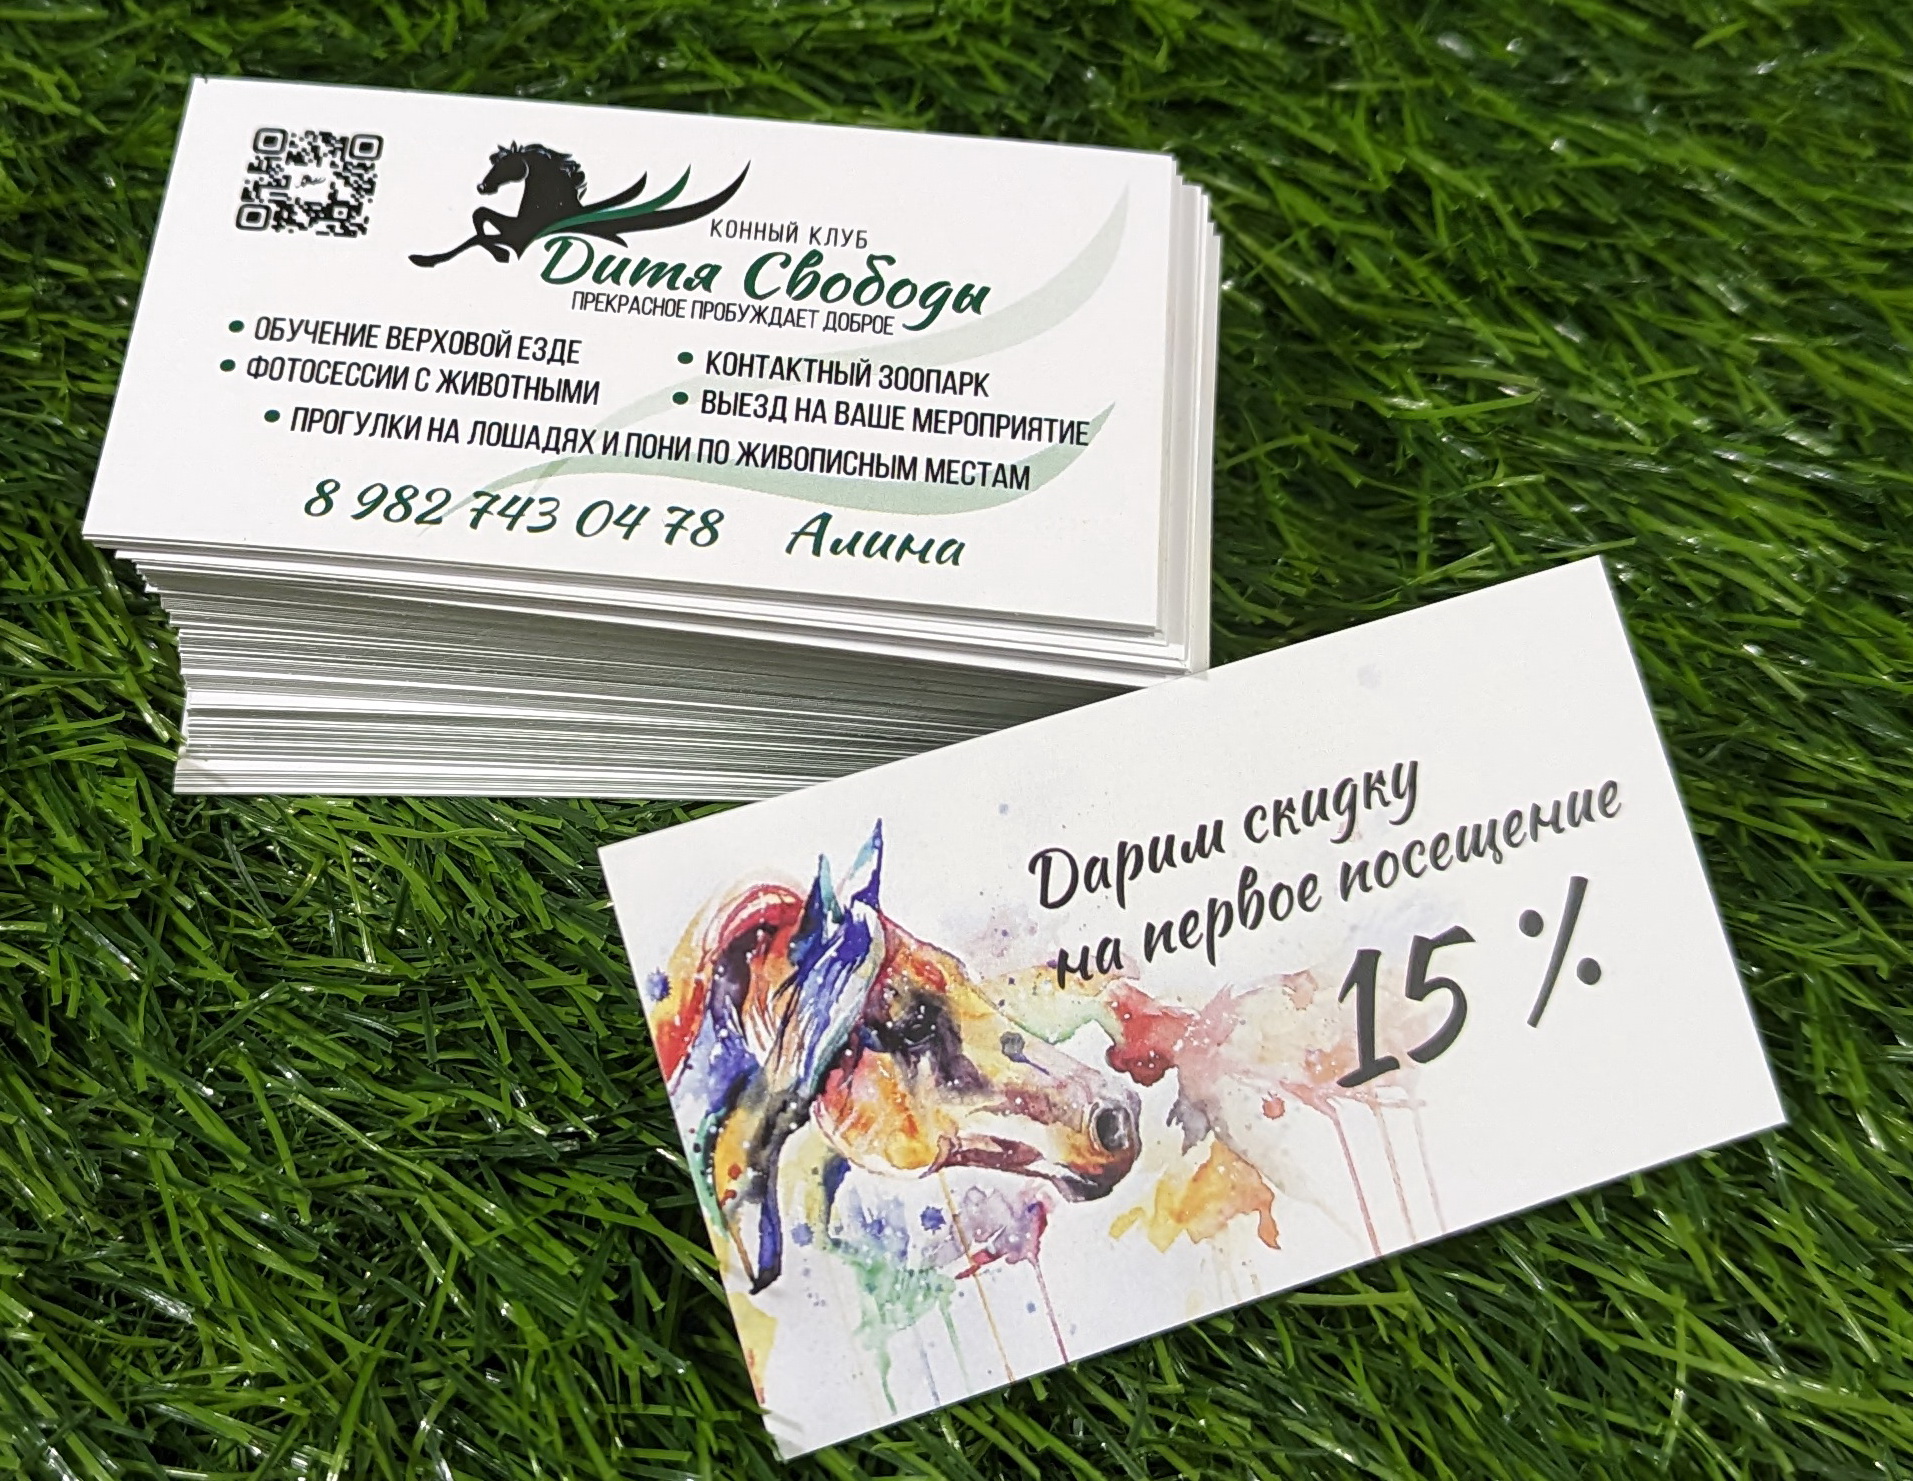 КОННЫЙ КЛУБ
Дитя Свободы
ПРЕКРАСНОЕ ПРОБУЖДАЕТ ДОБРОЕ
• ОБУЧЕНИЕ ВЕРХОВОЙ ЕЗДЕ
• ФОТОСЕССИИ С ЖИВОТНЫМИ
• КОНТАКТНЫЙ ЗООПАРК
• ВЫЕЗД НА ВАШЕ МЕРОПРИЯТИЕ
• ПРОГУЛКИ НА ЛОШАДЯХ И ПОНИ ПО ЖИВОПИСНЫМ МЕСТАМ
8 982 743 04 78 Алина
Дарим скидку
на первое посещение
15 %